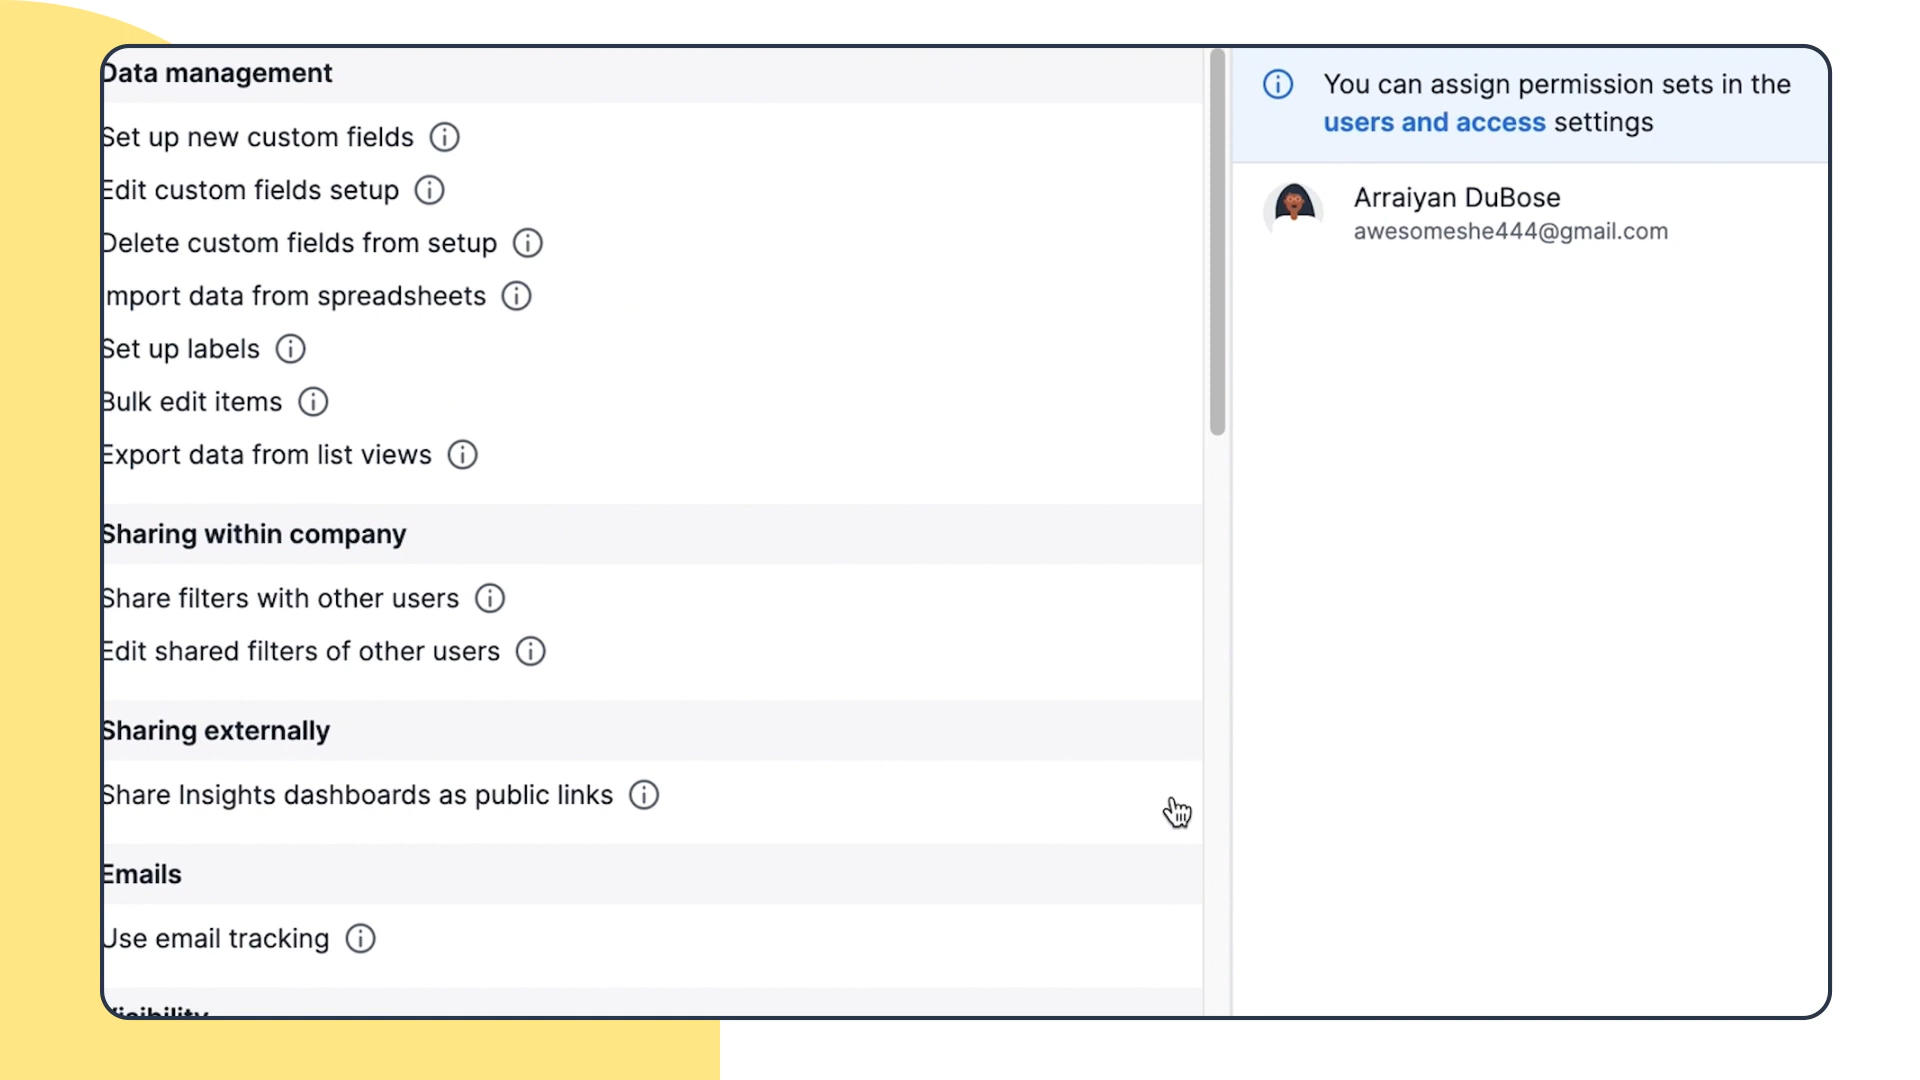 Data management
Set up new custom fields
Edit custom fields setup
Delete custom fields from setup
Import data from spreadsheets
Set up labels
Bulk edit items
Export data from list views
Sharing within company
Share filters with other users
Edit shared filters of other users
Sharing externally
Share Insights dashboards as public links
Emails
Use email tracking
Visibility
You can assign permission sets in the
users and access settings
Arraiyan DuBose
awesomeshe444@gmail.com